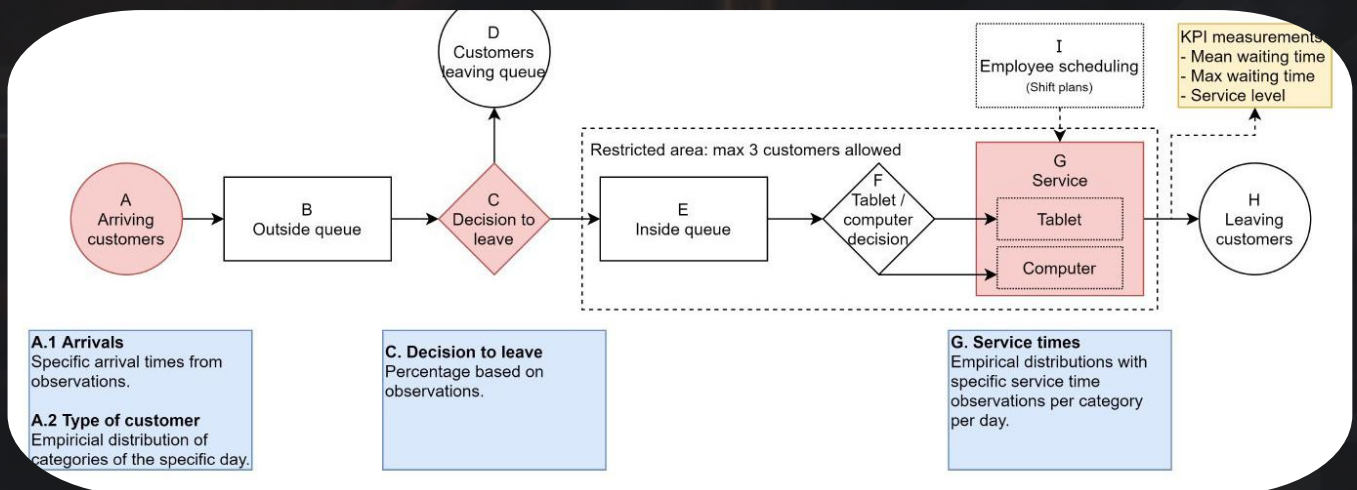 D
Customers
leaving queue
I
Employee scheduling
(Shift plans)
KPI measurements
- Mean waiting time
- Max waiting time
- Service level
Restricted area: max 3 customers allowed
A
Arriving
customers
B
Outside queue
C
Decision to
leave
E
Inside queue
F
Tablet /
computer
decision
G
Service
Tablet
Computer
H
Leaving
customers
A.1 Arrivals
Specific arrival times from
observations.
A.2 Type of customer
Empiricial distribution of
categories of the specific day.
C. Decision to leave
Percentage based on
observations.
G. Service times
Empirical distributions with
specific service time
observations per category
per day.